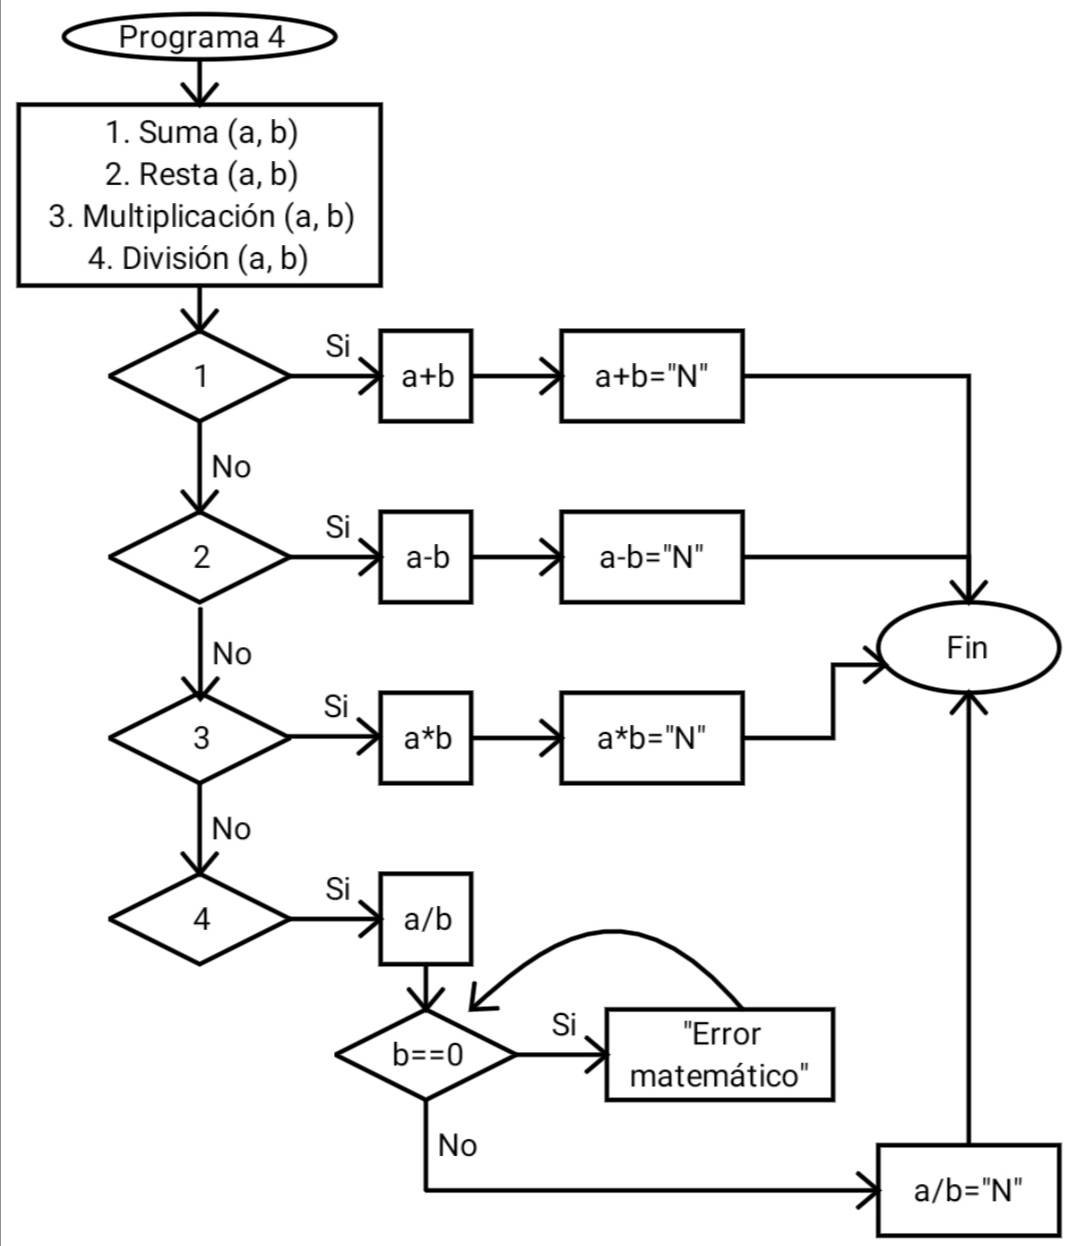 Programa 4
1. Suma (a, b)
2. Resta (a, b)
3. Multiplicación (a, b)
4. División (a, b)
1
Si
a+b
a+b="N"
No
2
Si
a-b
a-b="N"
Fin
No
3
Si
a*b
a*b="N"
No
4
Si
a/b
b==0
Si
"Error
matemático"
No
a/b="N"